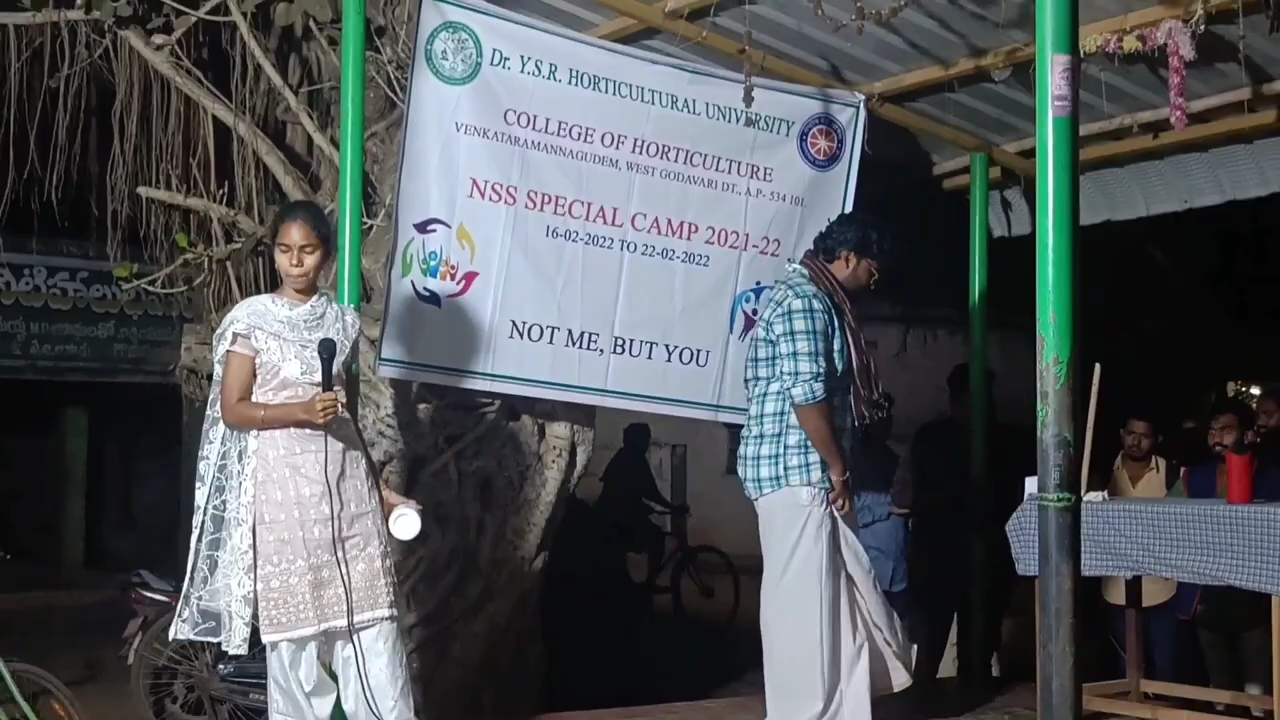 Dr. Y.S.R. HORTICULTURAL UNIVERSITY
COLLEGE OF HORTICULTURE
VENKATARAMANNAGUDEM, WEST GODAVARI DT., A.P- 534 101.
NSS SPECIAL CAMP 2021-22
16-02-2022 TO 22-02-2022
NOT ME, BUT YOU